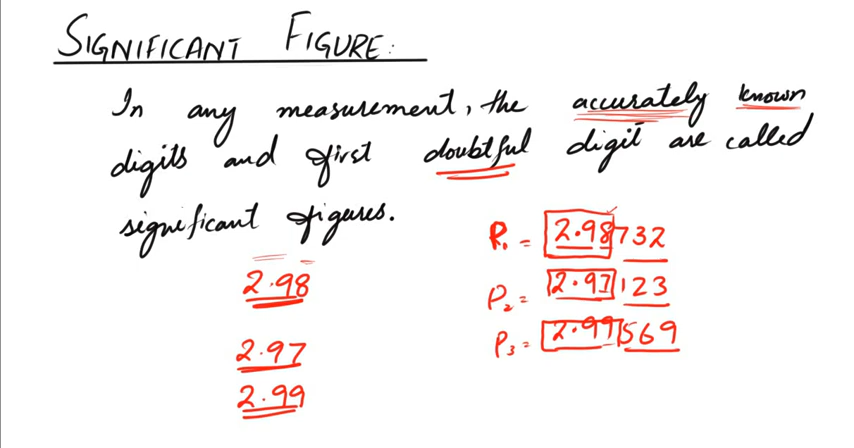 SIGNIFICANT FIGURE:
In any measurement, the accurately known
digits and first doubtful digit are called
significant figures.
P₁ = 2.98732
2.98
P₂ = 2.97123
P₃ = 2.99569
2.97
2.99